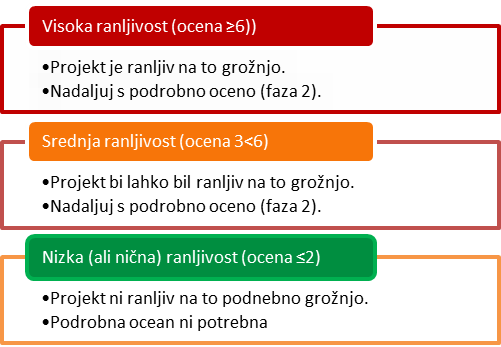 Visoka ranljivost (ocena ≥6))
•Projekt je ranljiv na to grožnjo.
•Nadaljuj s podrobno oceno (faza 2).
Srednja ranljivost (ocena 3<6)
•Projekt bi lahko bil ranljiv na to grožnjo.
•Nadaljuj s podrobno oceno (faza 2).
Nizka (ali nična) ranljivost (ocena ≤2)
•Projekt ni ranljiv na to podnebno grožnjo.
•Podrobna ocean ni potrebna